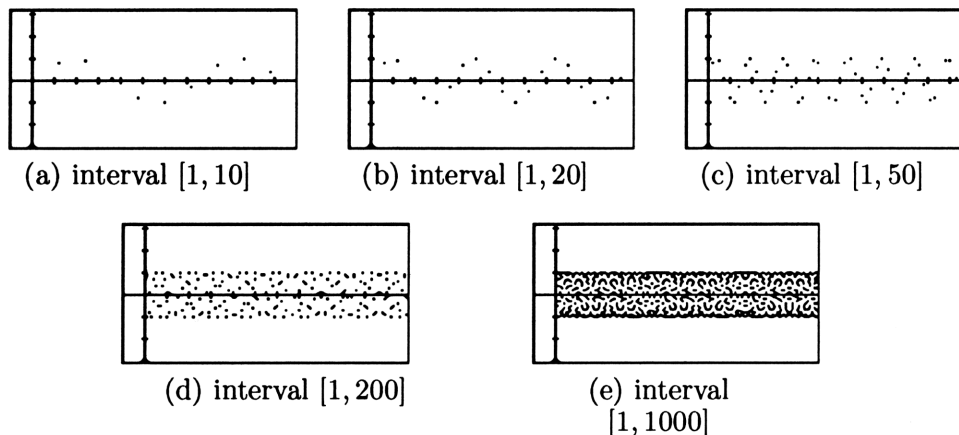 (a) interval [1, 10]
(b) interval [1, 20]
(c) interval [1, 50]
(d) interval [1, 200]
(e) interval
[1, 1000]